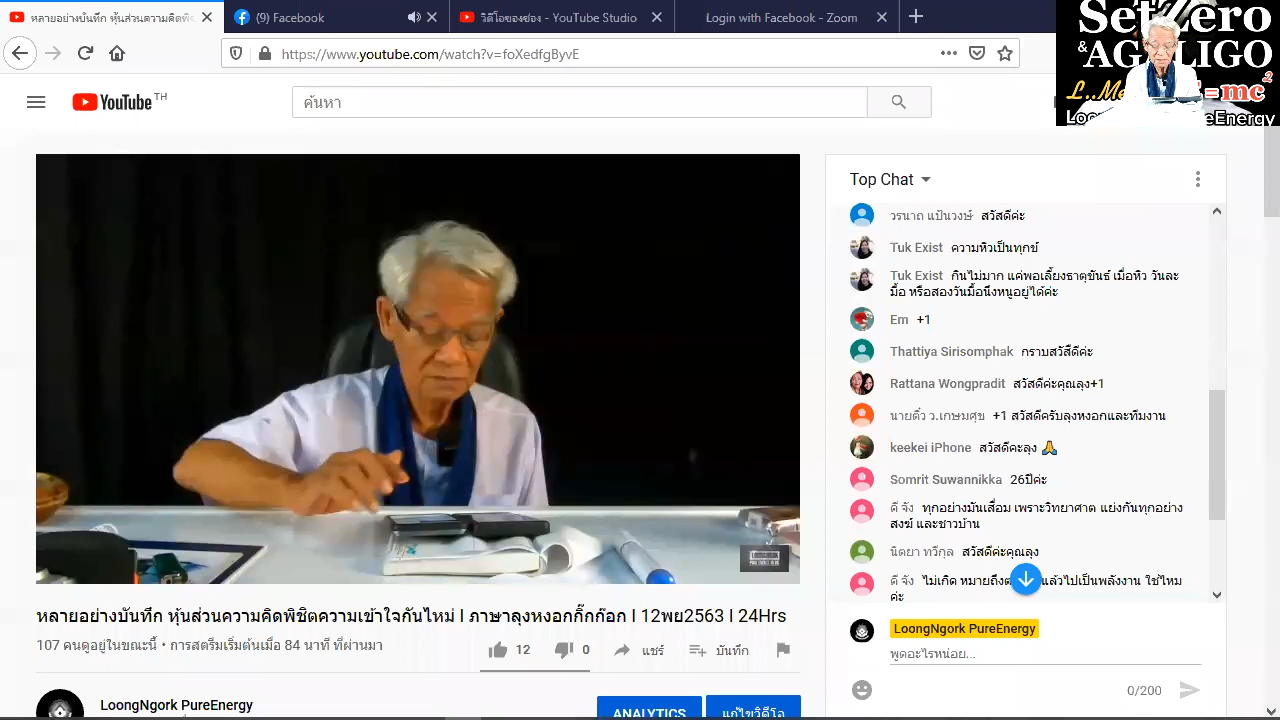 หลายอย่างบันทึก หุ้นส่วนความคิดพิช
(9) Facebook
วิดีโอของช่อง - YouTube Studio
Login with Facebook - Zoom
https://www.youtube.com/watch?v=foXedfgByvE
SetZero
&AG
LIGO
=mc²
PureEnergy
YouTube TH
ค้นหา
Top Chat
วรนาถ แป้นวงษ์ สวัสดีค่ะ
Tuk Exist ความหิวเป็นทุกข์
Tuk Exist กินไม่มาก แค่พอเลี้ยงธาตุขันธ์ เมื่อหิว วันละ
มื้อ หรือสองวันมื้อนึงหนูอยู่ได้ค่ะ
Em +1
Thattiya Sirisomphak กราบสวัสดีค่ะ
Rattana Wongpradit สวัสดีค่ะคุณลุง+1
นายติ๋ว ว.เกษมศุข +1 สวัสดีครับลุงหงอกและทีมงาน
keekei iPhone สวัสดีคะลุง 🙏
Somrit Suwannikka 26ปีค่ะ
ดี จัง ทุกอย่างมันเสื่อม เพราะวิทยาศาต แย่งกันทุกอย่าง
สงฆ์ และชาวบ้าน
นิตยา ทวีกุล สวัสดีค่ะคุณลุง
ดี จัง ไม่เกิด หมายถึงต แล้วไปเป็นพลังงาน ใช่ไหม
ค่ะ
LoongNgork PureEnergy
พูดอะไรหน่อย...
0/200
หลายอย่างบันทึก หุ้นส่วนความคิดพิชิตความเข้าใจกันไหม่ l ภาษาลุงหงอกกิ๊กก๊อก l 12พย2563 l 24Hrs
107 คนดูอยู่ในขณะนี้ • การสตรีมเริ่มต้นเมื่อ 84 นาที ที่ผ่านมา
12
0
แชร์
บันทึก
LoongNgork PureEnergy
ANALYTICS
แก้ไขวิดีโอ